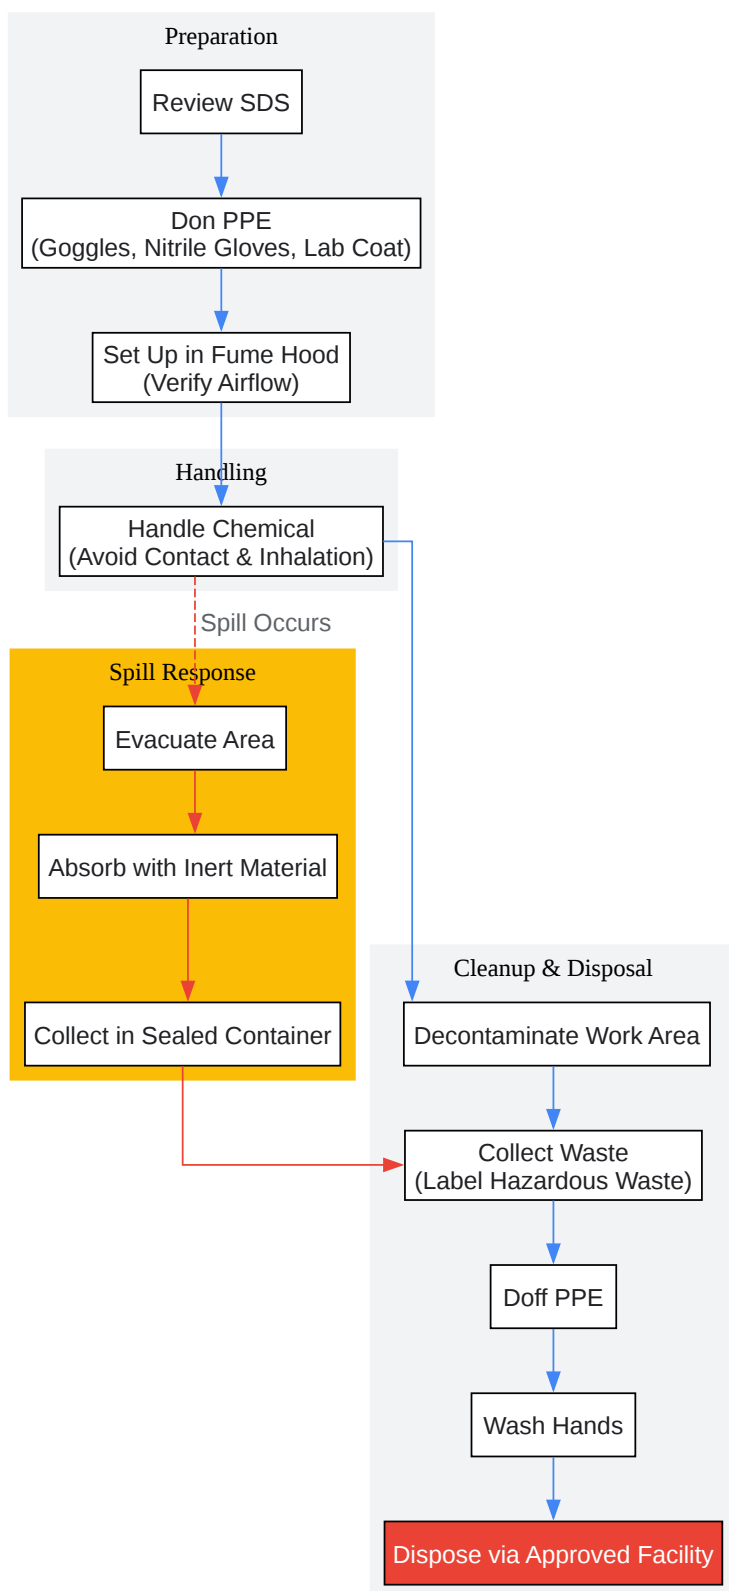 Preparation
Review SDS
Don PPE
(Goggles, Nitrile Gloves, Lab Coat)
Set Up in Fume Hood
(Verify Airflow)
Handling
Handle Chemical
(Avoid Contact & Inhalation)
Spill Occurs
Spill Response
Evacuate Area
Absorb with Inert Material
Collect in Sealed Container
Cleanup & Disposal
Decontaminate Work Area
Collect Waste
(Label Hazardous Waste)
Doff PPE
Wash Hands
Dispose via Approved Facility